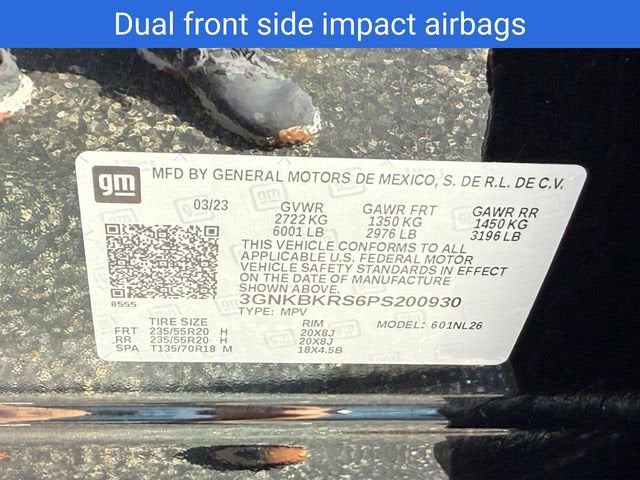 Dual front side impact airbags
gm
MFD BY GENERAL MOTORS DE MEXICO, S. DE R.L. DE C.V.
03/23 GVWR GAWR FRT GAWR RR
2722 KG 1350 KG 1450 KG
6001 LB 2976 LB 3196 LB
THIS VEHICLE CONFORMS TO ALL
APPLICABLE U.S. FEDERAL MOTOR
VEHICLE SAFETY STANDARDS IN EFFECT
ON THE DATE OF MANUFACTURE
SHOWN ABOVE.
8555
3GNKBKRS6PS200930
TYPE: MPV MODEL: 601NL26
TIRE SIZE RIM
FRT 235/55R20 H 20X8J
RR 235/55R20 H 20X8J
SPA T135/70R18 M 18X4.5B